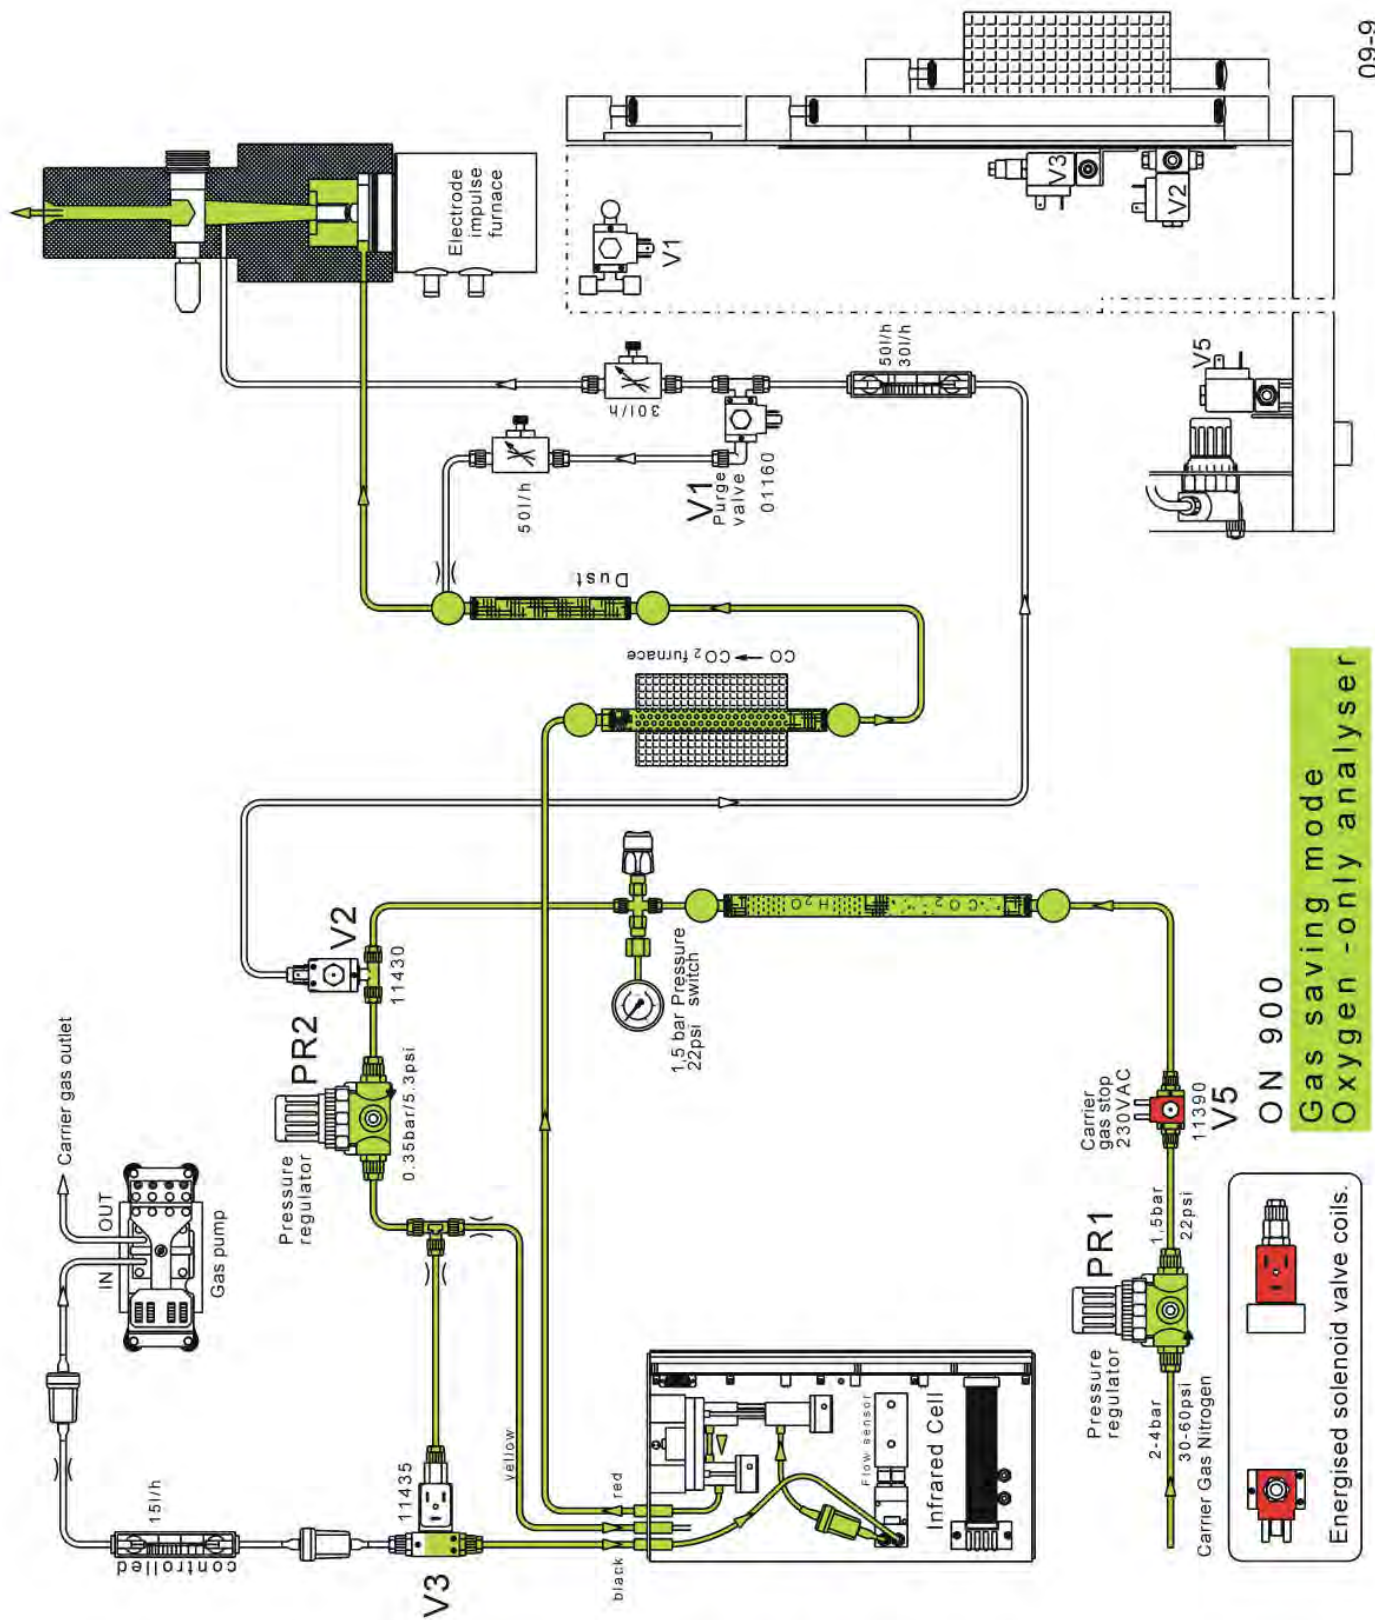 09-9
Electrode
impulse
furnace
V1
V3
V2
V5
50l/h
30l/h
30l/h
50l/h
V1
Purge
valve
01160
Dust
CO CO2 furnace
V2
11430
PR2
Pressure
regulator
0.35bar/5.3psi
1,5 bar Pressure
22psi switch
H2O
CO2
Carrier gas outlet
OUT
IN
Gas pump
15l/h
controlled
11435
V3
yellow
red
black
Flow sensor
Infrared Cell
Carrier
gas stop
230VAC
11390
V5
PR1
Pressure
regulator
1,5bar
22psi
2-4bar
30-60psi
Carrier Gas Nitrogen
ON 900
Gas saving mode
Oxygen -only analyser
Energised solenoid valve coils.